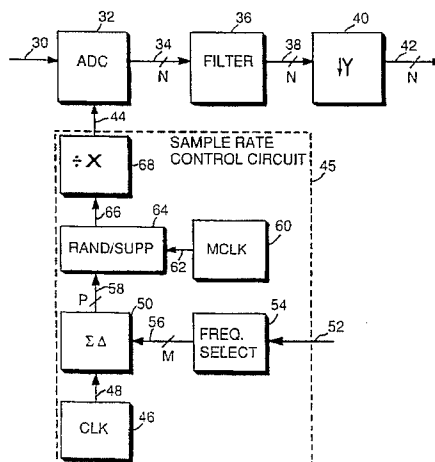 32
36
40
30
34
38
42
ADC
FILTER
↓Y
N
N
N
44
SAMPLE RATE
CONTROL CIRCUIT
45
÷X
68
66
64
60
RAND/SUPP
MCLK
62
P
58
50
54
56
52
ΣΔ
M
FREQ.
SELECT
48
CLK
46